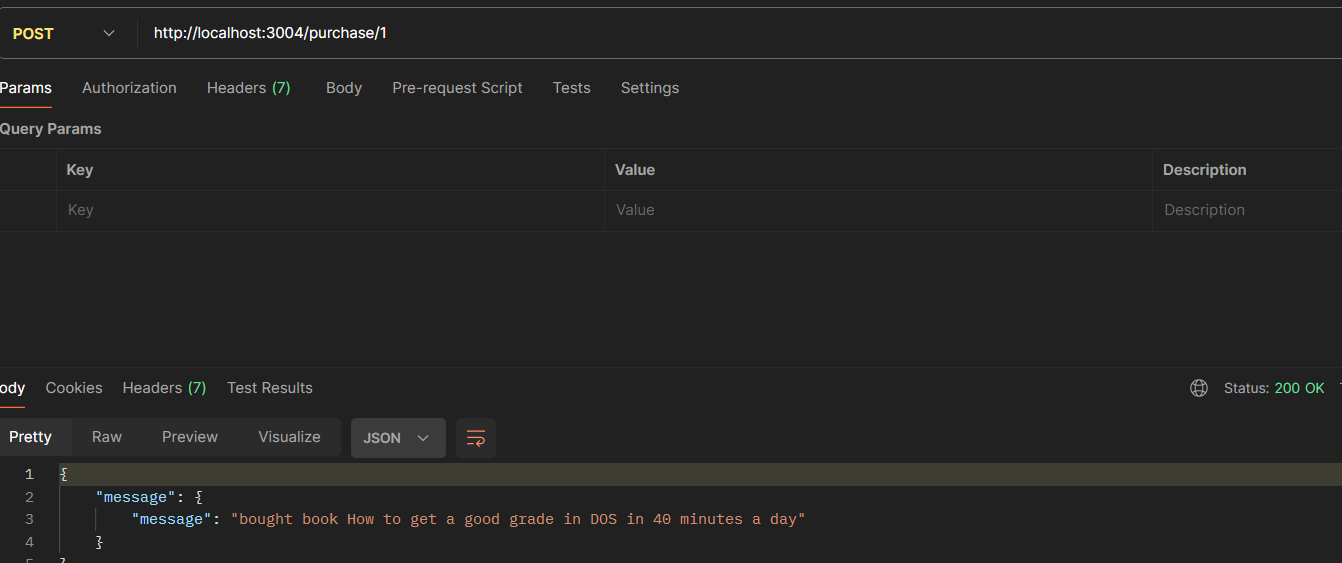 POST http://localhost:3004/purchase/1
Params Authorization Headers (7) Body Pre-request Script Tests Settings
Query Params
Key Value Description
Key Value Description
ody Cookies Headers (7) Test Results Status: 200 OK
Pretty Raw Preview Visualize JSON
1 {
2 "message": {
3 "message": "bought book How to get a good grade in DOS in 40 minutes a day"
4 }
5 }